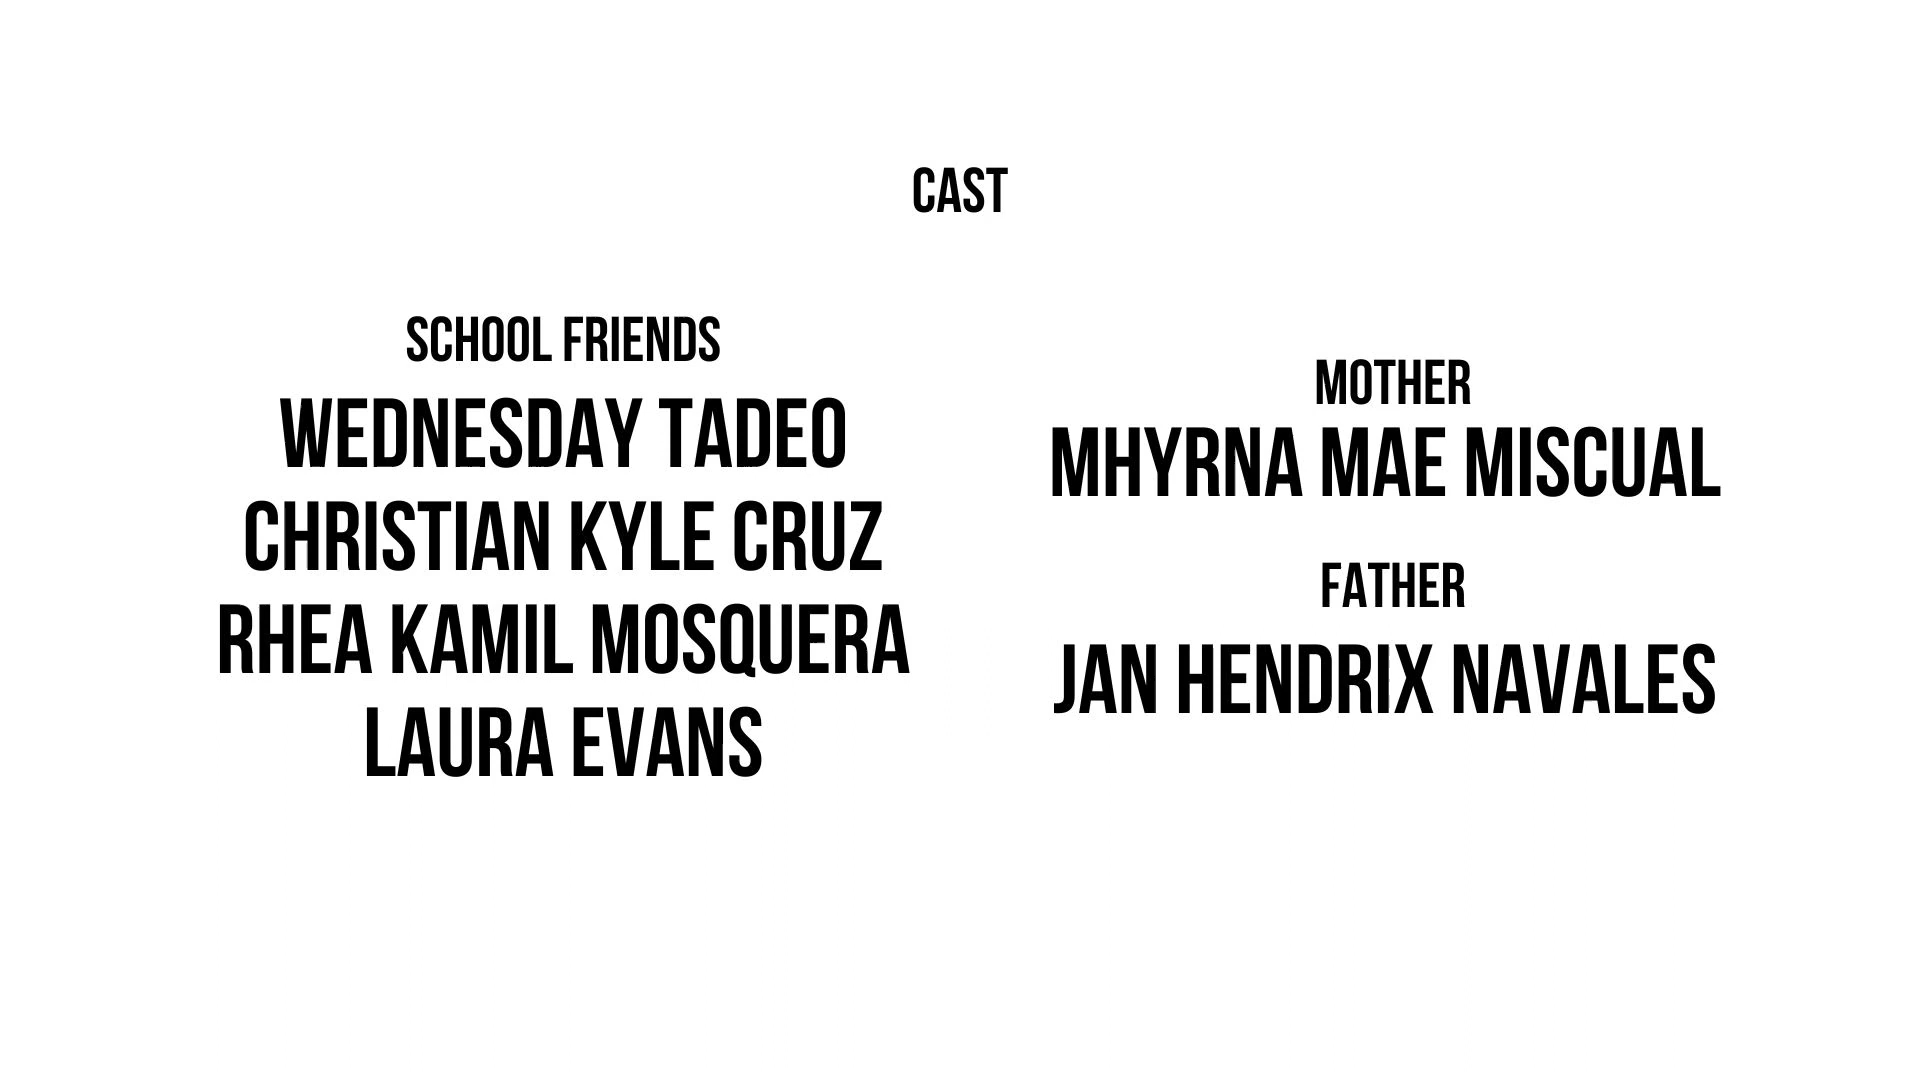 CAST
SCHOOL FRIENDS
WEDNESDAY TADEO
CHRISTIAN KYLE CRUZ
RHEA KAMIL MOSQUERA
LAURA EVANS
MOTHER
MHYRNA MAE MISCUAL
FATHER
JAN HENDRIX NAVALES